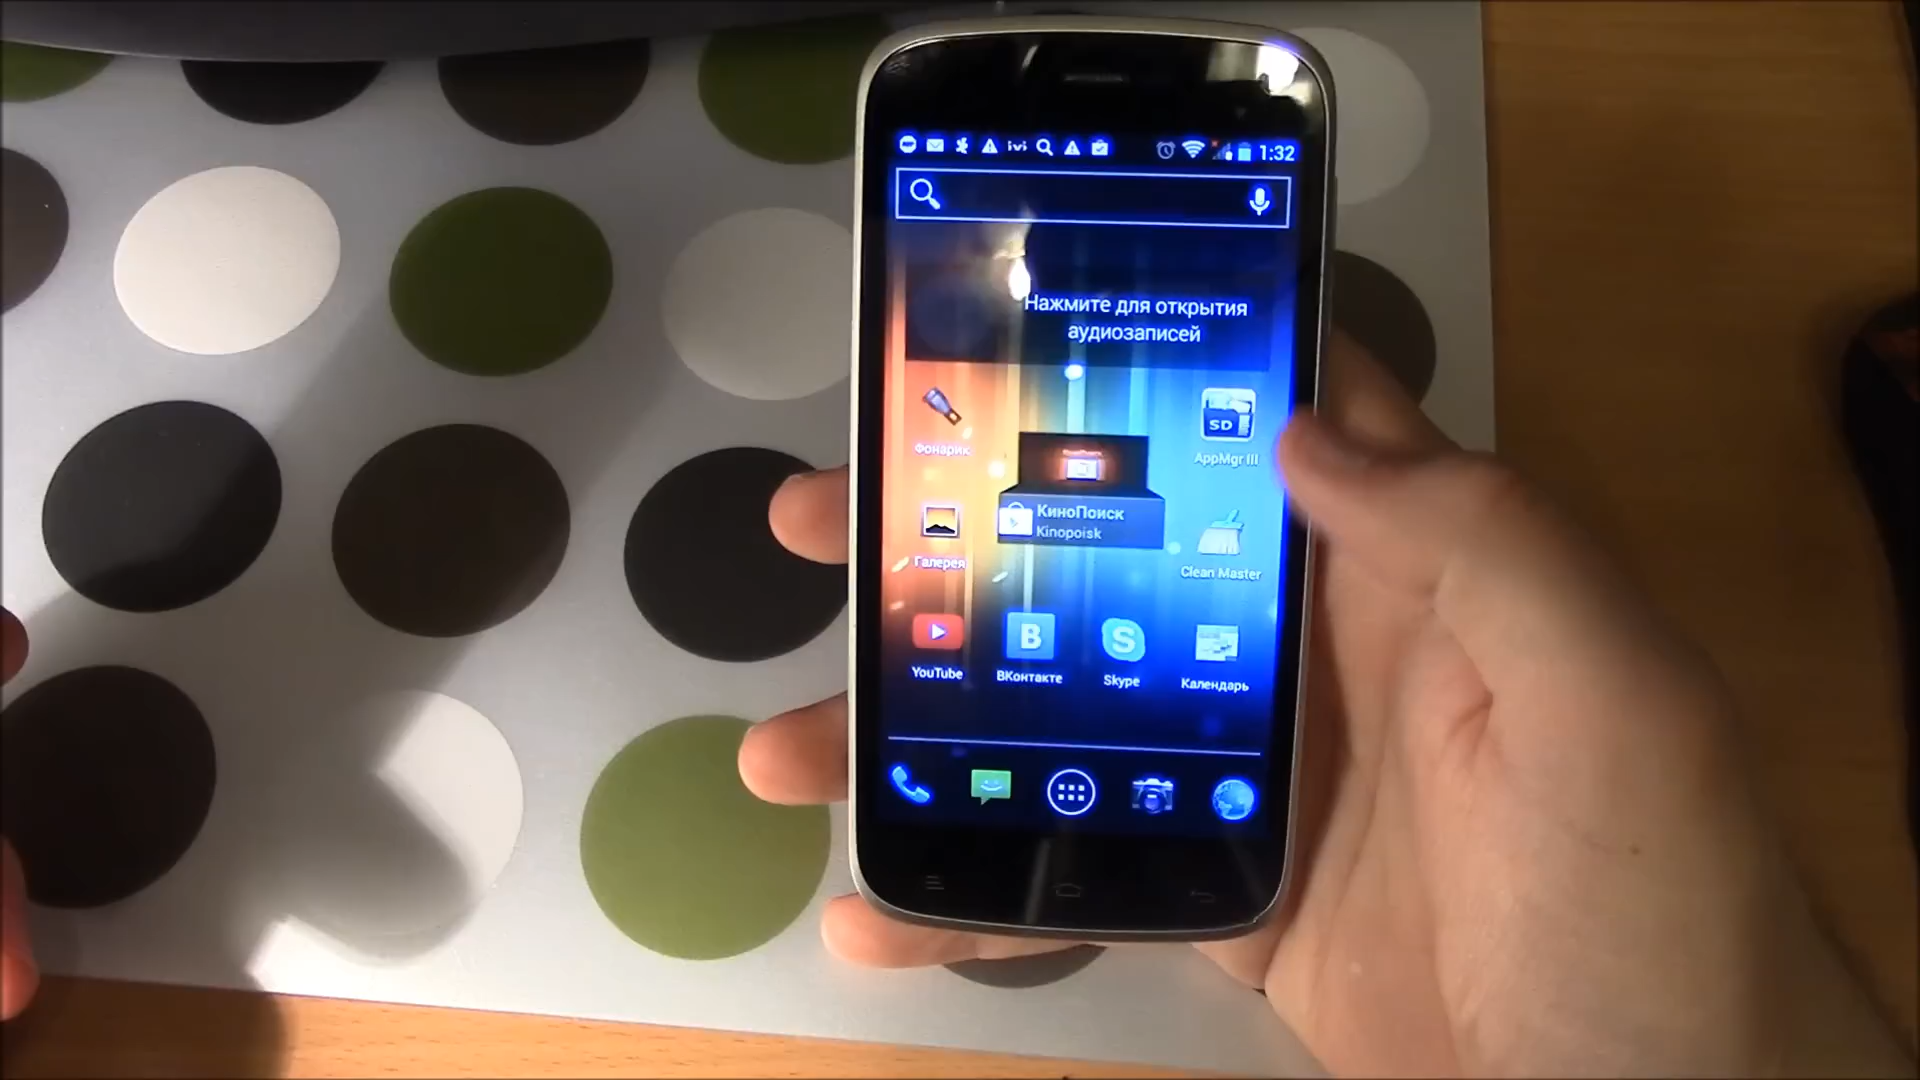 ivi
1:32
Нажмите для открытия
аудиозаписей
Фонарик
SD
AppMgr III
КиноПоиск
Kinopoisk
Галерея
Clean Master
B
S
YouTube
ВКонтакте
Skype
Календарь